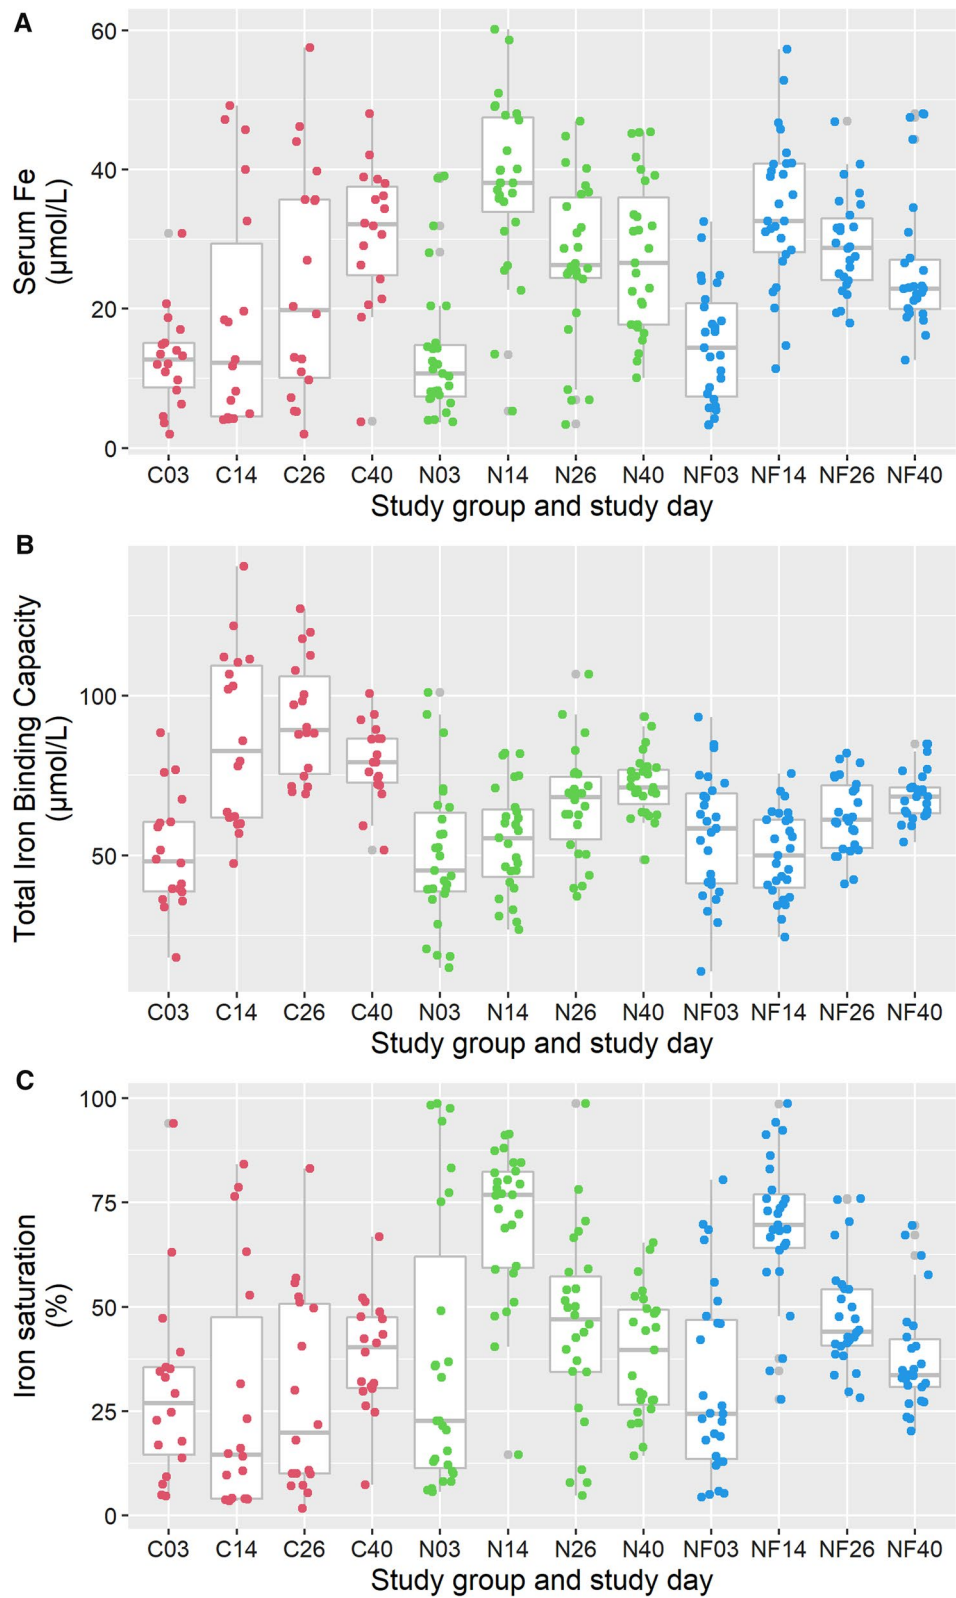 A
60
40
20
0
Serum Fe
(µmol/L)
C03 C14 C26 C40 N03 N14 N26 N40 NF03 NF14 NF26 NF40
Study group and study day
B
100
50
Total Iron Binding Capacity
(µmol/L)
C03 C14 C26 C40 N03 N14 N26 N40 NF03 NF14 NF26 NF40
Study group and study day
C
100
75
50
25
0
Iron saturation
(%)
C03 C14 C26 C40 N03 N14 N26 N40 NF03 NF14 NF26 NF40
Study group and study day